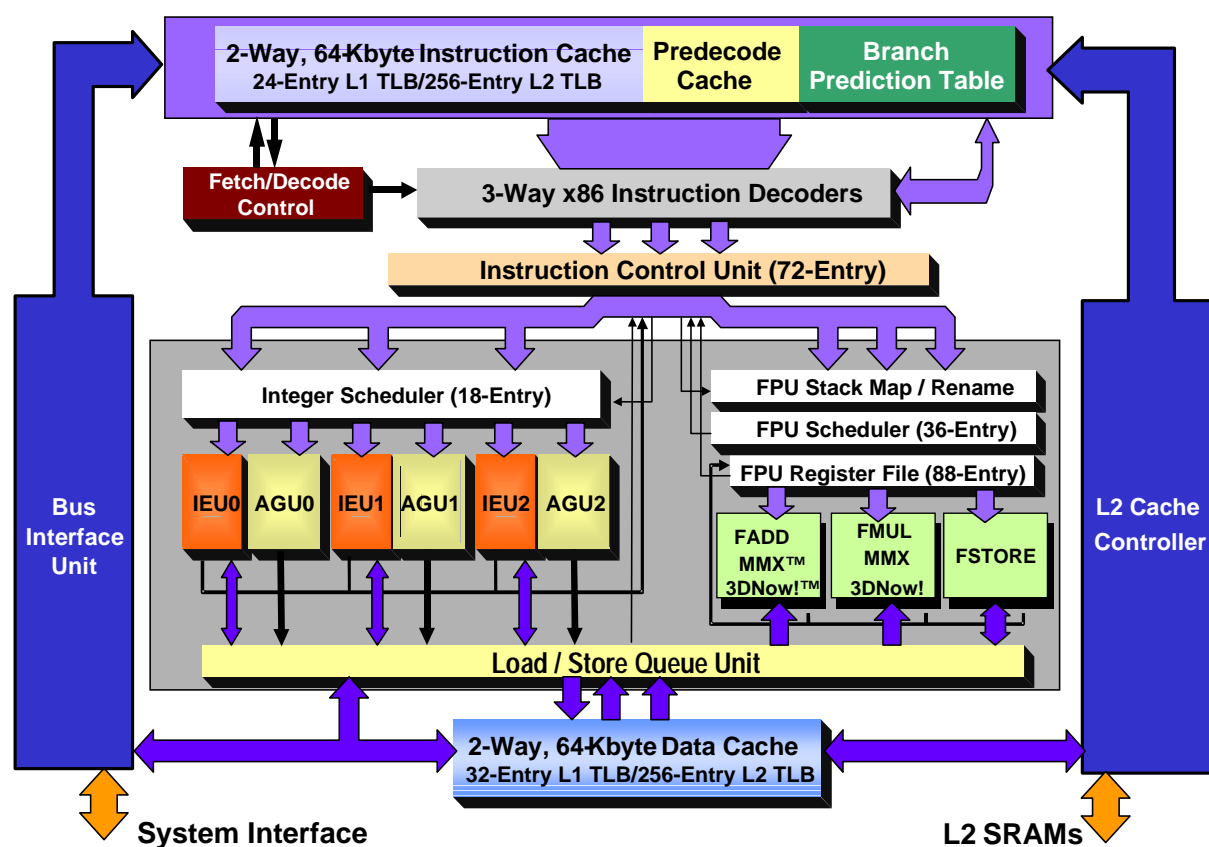 2-Way, 64-Kbyte Instruction Cache
24-Entry L1 TLB/256-Entry L2 TLB
Predecode
Cache
Branch
Prediction Table
Fetch/Decode
Control
3-Way x86 Instruction Decoders
Instruction Control Unit (72-Entry)
Integer Scheduler (18-Entry)
FPU Stack Map / Rename
FPU Scheduler (36-Entry)
FPU Register File (88-Entry)
IEU0
AGU0
IEU1
AGU1
IEU2
AGU2
Bus
Interface
Unit
L2 Cache
Controller
FADD
MMX™
3DNow!™
FMUL
MMX
3DNow!
FSTORE
Load / Store Queue Unit
2-Way, 64-Kbyte Data Cache
32-Entry L1 TLB/256-Entry L2 TLB
System Interface
L2 SRAMs